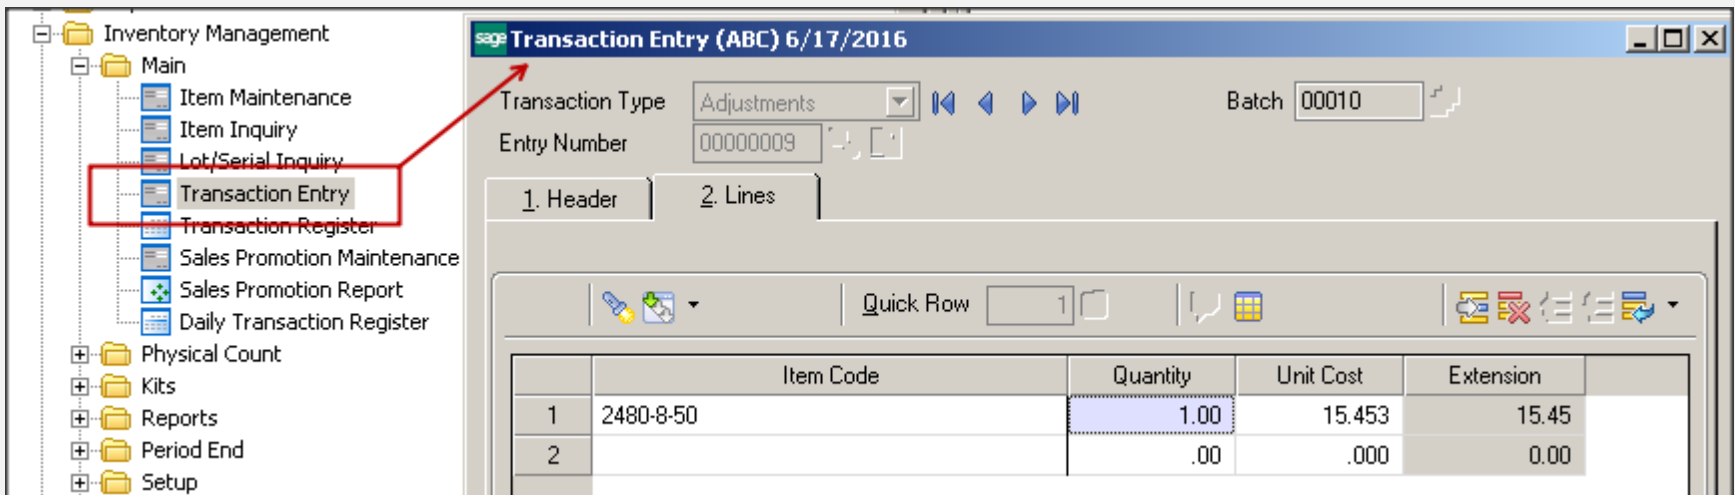 Inventory Management
Main
Item Maintenance
Item Inquiry
Lot/Serial Inquiry
Transaction Entry
Transaction Register
Sales Promotion Maintenance
Sales Promotion Report
Daily Transaction Register
Physical Count
Kits
Reports
Period End
Setup
sage Transaction Entry (ABC) 6/17/2016
Transaction Type Adjustments Batch 00010
Entry Number 00000009
1. Header 2. Lines
Quick Row 1
Item Code Quantity Unit Cost Extension
1 2480-8-50 1.00 15.453 15.45
2 .00 .000 0.00